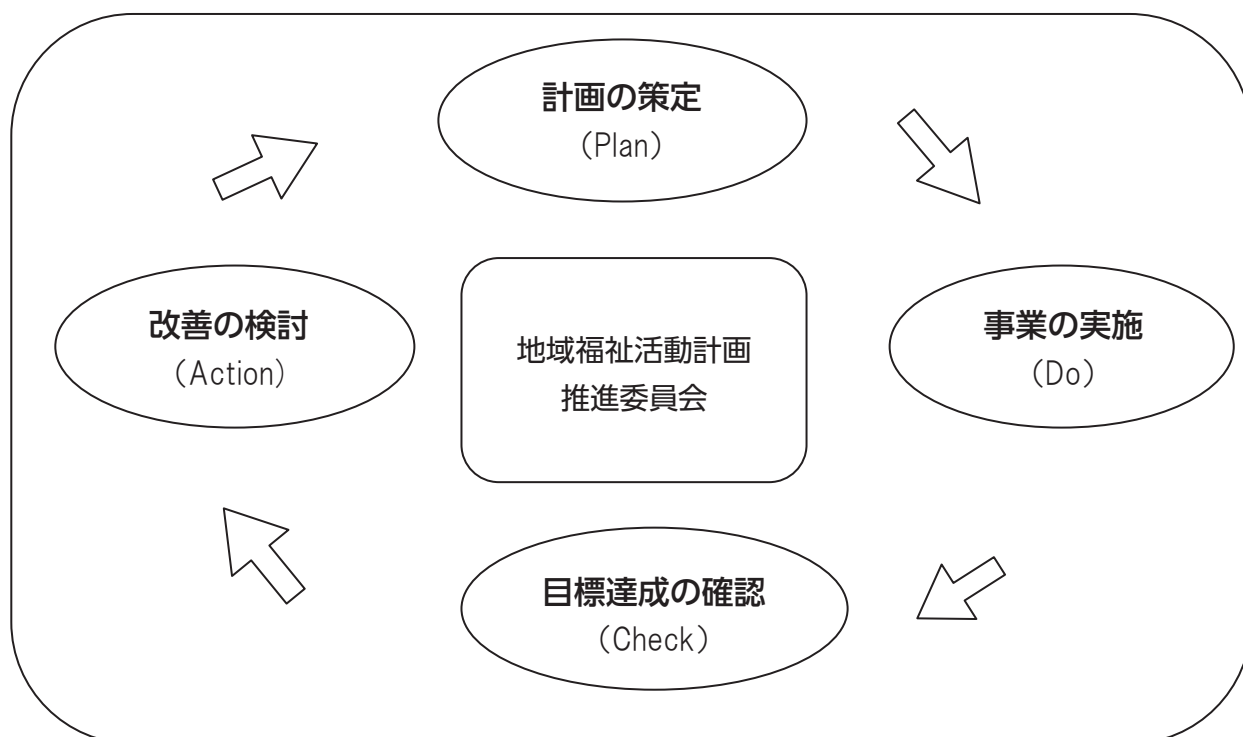 計画の策定
（Plan）
改善の検討
（Action）
地域福祉活動計画
推進委員会
事業の実施
（Do）
目標達成の確認
（Check）